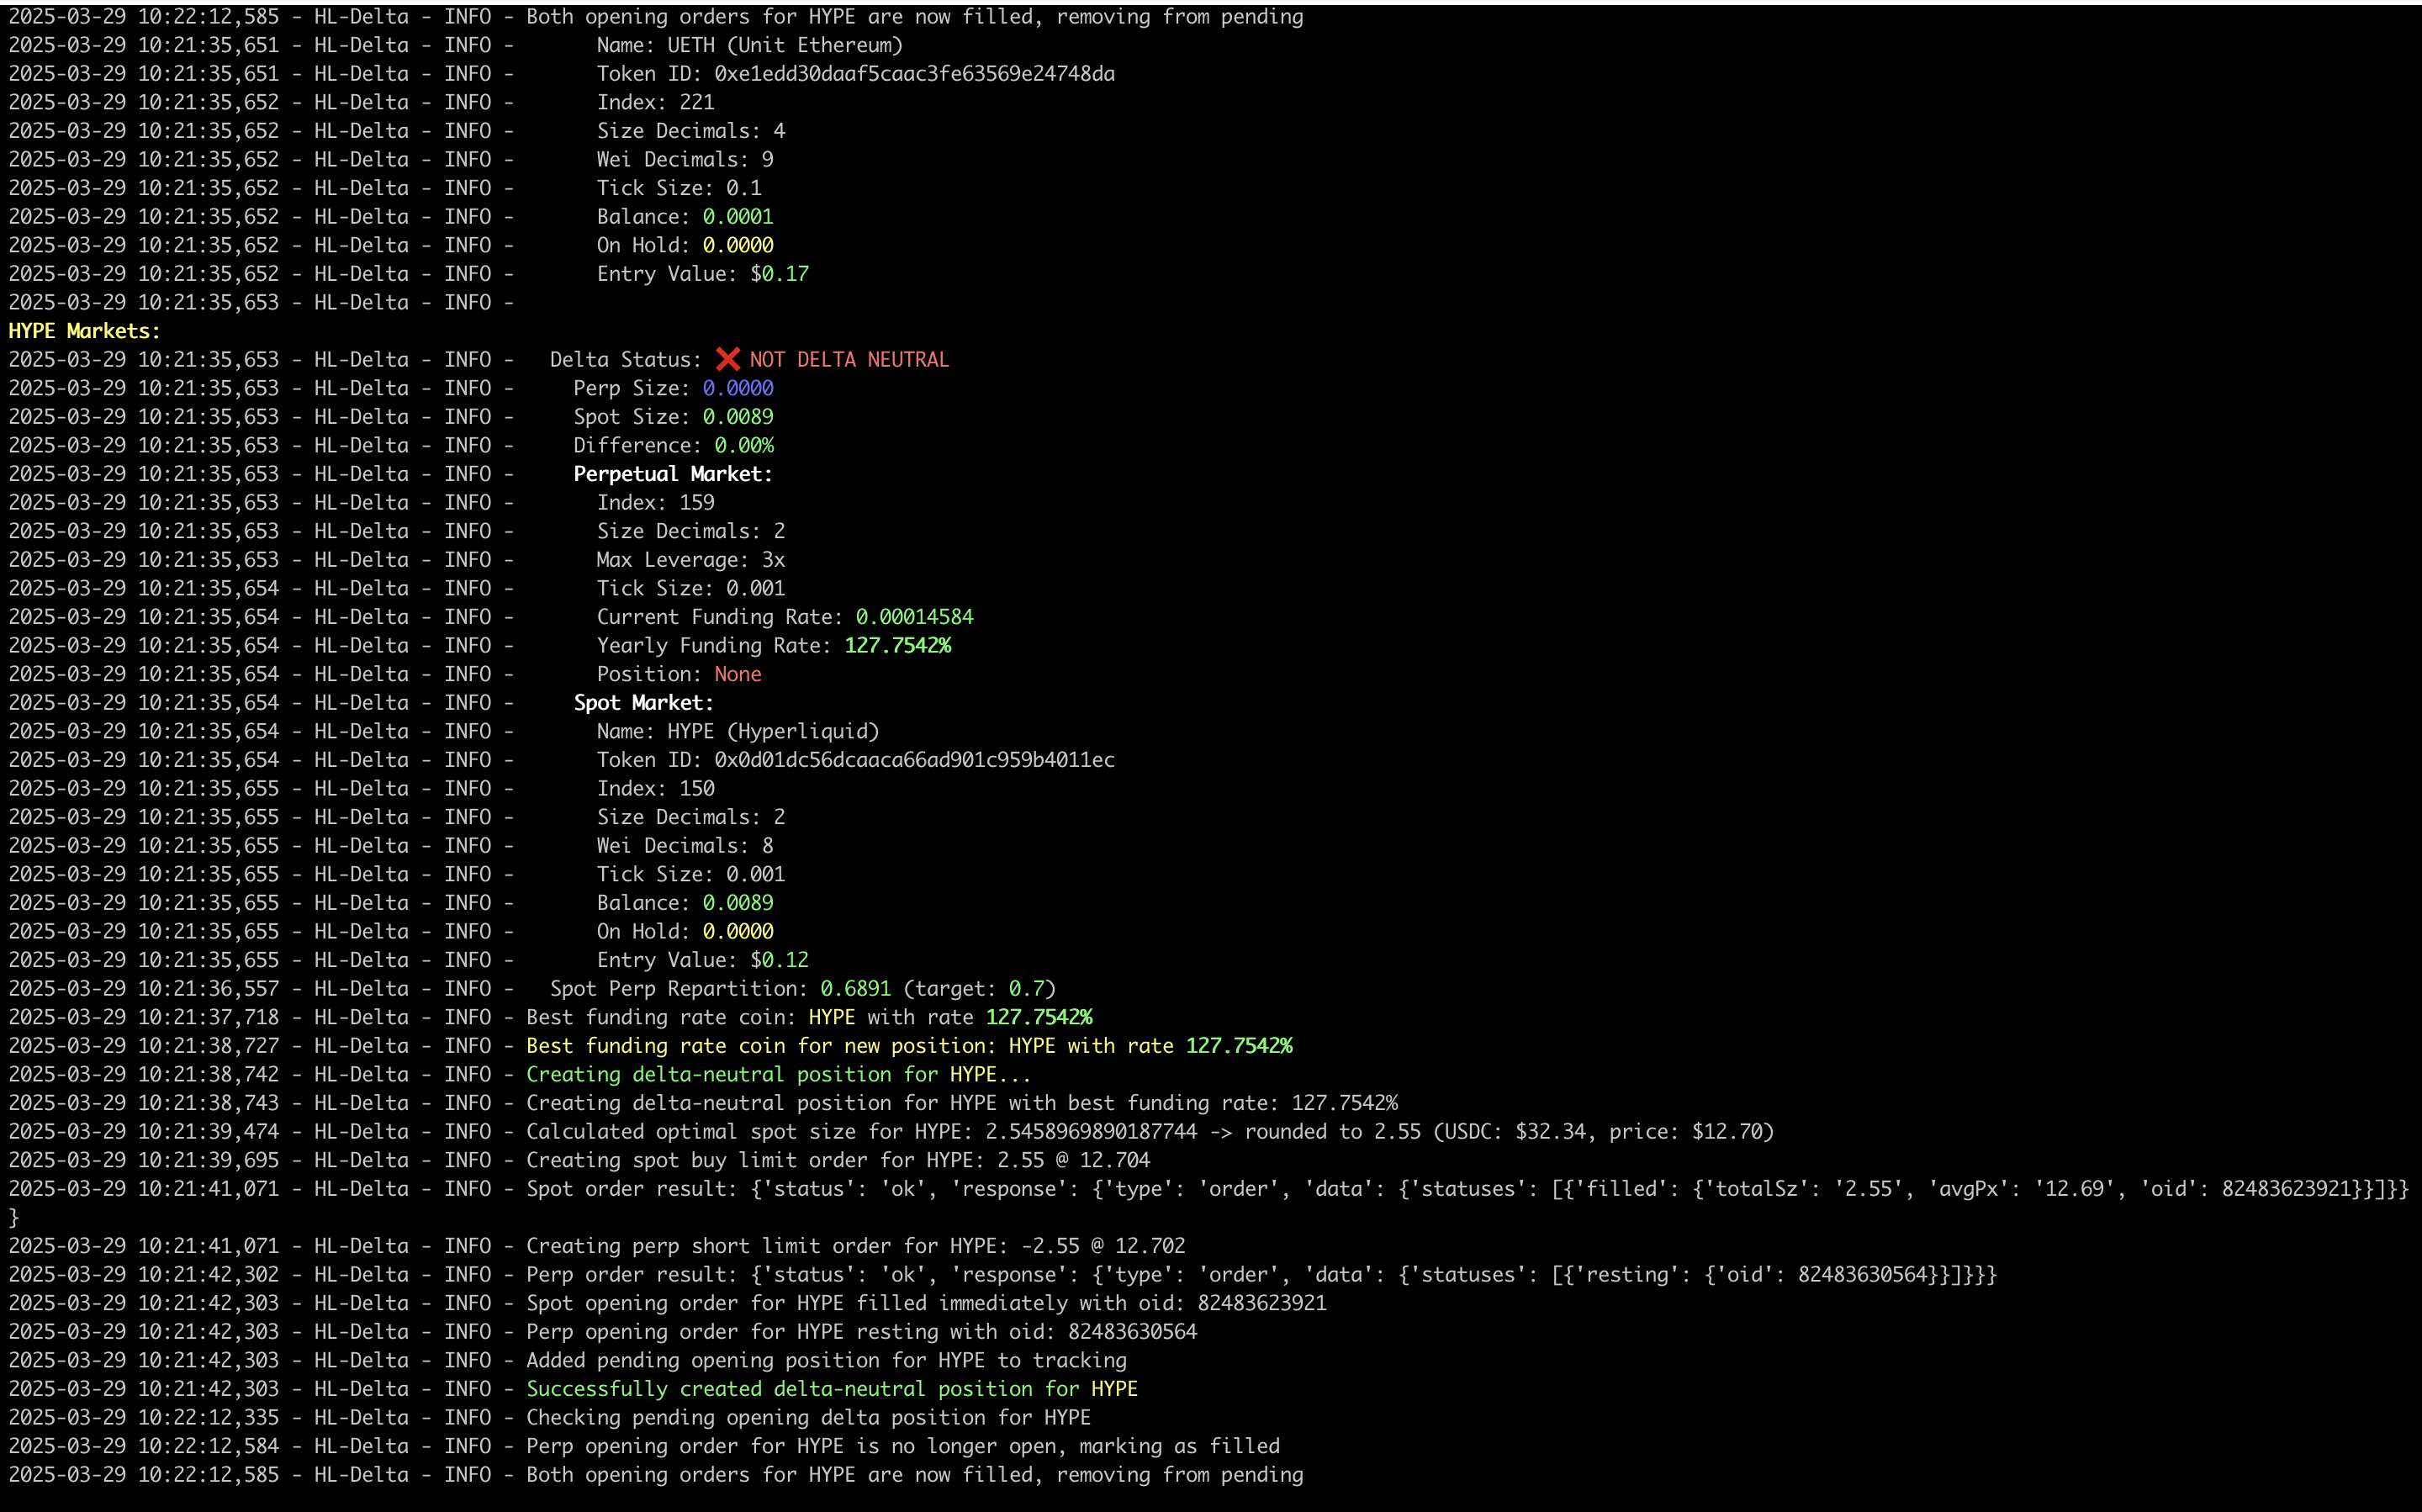 2025-03-29 10:22:12,585 - HL-Delta - INFO - Both opening orders for HYPE are now filled, removing from pending
2025-03-29 10:21:35,651 - HL-Delta - INFO -       Name: UETH (Unit Ethereum)
2025-03-29 10:21:35,651 - HL-Delta - INFO -       Token ID: 0xe1edd30daaf5caac3fe63569e24748da
2025-03-29 10:21:35,652 - HL-Delta - INFO -       Index: 221
2025-03-29 10:21:35,652 - HL-Delta - INFO -       Size Decimals: 4
2025-03-29 10:21:35,652 - HL-Delta - INFO -       Wei Decimals: 9
2025-03-29 10:21:35,652 - HL-Delta - INFO -       Tick Size: 0.1
2025-03-29 10:21:35,652 - HL-Delta - INFO -       Balance: 0.0001
2025-03-29 10:21:35,652 - HL-Delta - INFO -       On Hold: 0.0000
2025-03-29 10:21:35,652 - HL-Delta - INFO -       Entry Value: $0.17
2025-03-29 10:21:35,653 - HL-Delta - INFO -
HYPE Markets:
2025-03-29 10:21:35,653 - HL-Delta - INFO -   Delta Status: ❌ NOT DELTA NEUTRAL
2025-03-29 10:21:35,653 - HL-Delta - INFO -     Perp Size: 0.0000
2025-03-29 10:21:35,653 - HL-Delta - INFO -     Spot Size: 0.0089
2025-03-29 10:21:35,653 - HL-Delta - INFO -     Difference: 0.00%
2025-03-29 10:21:35,653 - HL-Delta - INFO -     Perpetual Market:
2025-03-29 10:21:35,653 - HL-Delta - INFO -       Index: 159
2025-03-29 10:21:35,653 - HL-Delta - INFO -       Size Decimals: 2
2025-03-29 10:21:35,653 - HL-Delta - INFO -       Max Leverage: 3x
2025-03-29 10:21:35,654 - HL-Delta - INFO -       Tick Size: 0.001
2025-03-29 10:21:35,654 - HL-Delta - INFO -       Current Funding Rate: 0.00014584
2025-03-29 10:21:35,654 - HL-Delta - INFO -       Yearly Funding Rate: 127.7542%
2025-03-29 10:21:35,654 - HL-Delta - INFO -       Position: None
2025-03-29 10:21:35,654 - HL-Delta - INFO -     Spot Market:
2025-03-29 10:21:35,654 - HL-Delta - INFO -       Name: HYPE (Hyperliquid)
2025-03-29 10:21:35,654 - HL-Delta - INFO -       Token ID: 0x0d01dc56dcaaca66ad901c959b4011ec
2025-03-29 10:21:35,655 - HL-Delta - INFO -       Index: 150
2025-03-29 10:21:35,655 - HL-Delta - INFO -       Size Decimals: 2
2025-03-29 10:21:35,655 - HL-Delta - INFO -       Wei Decimals: 8
2025-03-29 10:21:35,655 - HL-Delta - INFO -       Tick Size: 0.001
2025-03-29 10:21:35,655 - HL-Delta - INFO -       Balance: 0.0089
2025-03-29 10:21:35,655 - HL-Delta - INFO -       On Hold: 0.0000
2025-03-29 10:21:35,655 - HL-Delta - INFO -       Entry Value: $0.12
2025-03-29 10:21:36,557 - HL-Delta - INFO -   Spot Perp Repartition: 0.6891 (target: 0.7)
2025-03-29 10:21:37,718 - HL-Delta - INFO - Best funding rate coin: HYPE with rate 127.7542%
2025-03-29 10:21:38,727 - HL-Delta - INFO - Best funding rate coin for new position: HYPE with rate 127.7542%
2025-03-29 10:21:38,742 - HL-Delta - INFO - Creating delta-neutral position for HYPE...
2025-03-29 10:21:38,743 - HL-Delta - INFO - Creating delta-neutral position for HYPE with best funding rate: 127.7542%
2025-03-29 10:21:39,474 - HL-Delta - INFO - Calculated optimal spot size for HYPE: 2.5458969890187744 -> rounded to 2.55 (USDC: $32.34, price: $12.70)
2025-03-29 10:21:39,695 - HL-Delta - INFO - Creating spot buy limit order for HYPE: 2.55 @ 12.704
2025-03-29 10:21:41,071 - HL-Delta - INFO - Spot order result: {'status': 'ok', 'response': {'type': 'order', 'data': {'statuses': [{'filled': {'totalSz': '2.55', 'avgPx': '12.69', 'oid': 82483623921}}]}}
}
2025-03-29 10:21:41,071 - HL-Delta - INFO - Creating perp short limit order for HYPE: -2.55 @ 12.702
2025-03-29 10:21:42,302 - HL-Delta - INFO - Perp order result: {'status': 'ok', 'response': {'type': 'order', 'data': {'statuses': [{'resting': {'oid': 82483630564}}]}}}
2025-03-29 10:21:42,303 - HL-Delta - INFO - Spot opening order for HYPE filled immediately with oid: 82483623921
2025-03-29 10:21:42,303 - HL-Delta - INFO - Perp opening order for HYPE resting with oid: 82483630564
2025-03-29 10:21:42,303 - HL-Delta - INFO - Added pending opening position for HYPE to tracking
2025-03-29 10:21:42,303 - HL-Delta - INFO - Successfully created delta-neutral position for HYPE
2025-03-29 10:22:12,335 - HL-Delta - INFO - Checking pending opening delta position for HYPE
2025-03-29 10:22:12,584 - HL-Delta - INFO - Perp opening order for HYPE is no longer open, marking as filled
2025-03-29 10:22:12,585 - HL-Delta - INFO - Both opening orders for HYPE are now filled, removing from pending